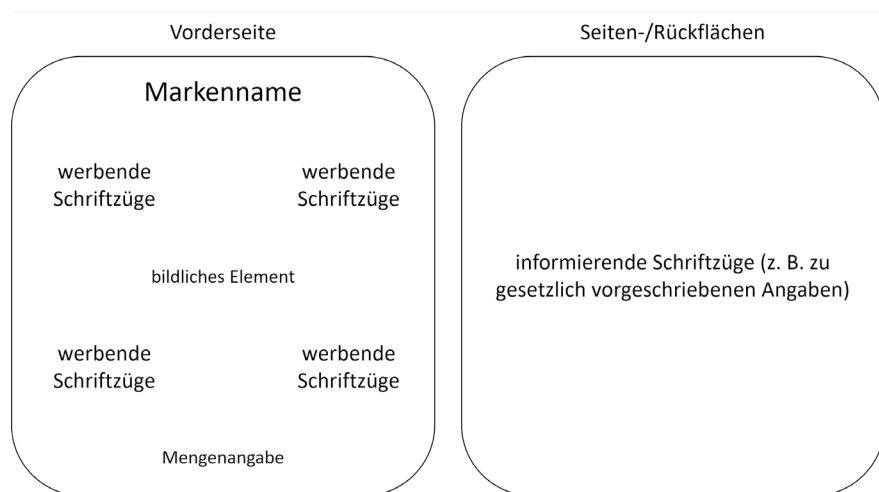 Vorderseite
Markenname
werbende
Schriftzüge
werbende
Schriftzüge
bildliches Element
werbende
Schriftzüge
werbende
Schriftzüge
Mengenangabe
Seiten-/Rückflächen
informierende Schriftzüge (z. B. zu
gesetzlich vorgeschriebenen Angaben)